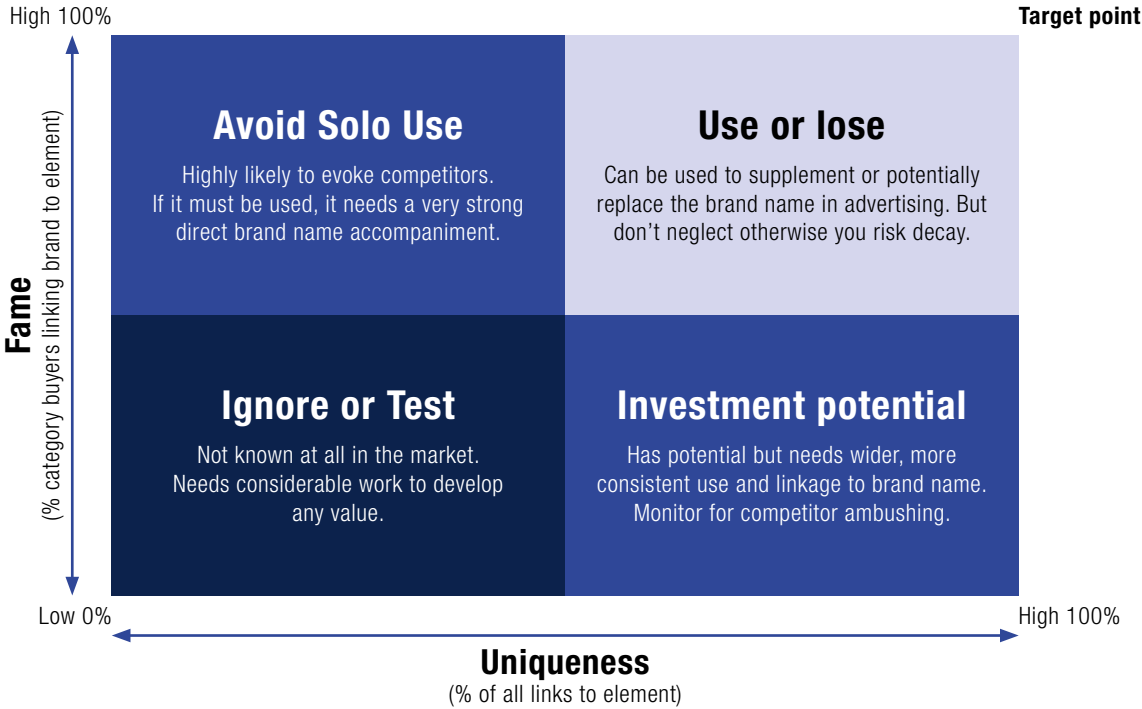 High 100%
Target point
Avoid Solo Use
Highly likely to evoke competitors.
If it must be used, it needs a very strong
direct brand name accompaniment.
Use or lose
Can be used to supplement or potentially
replace the brand name in advertising. But
don’t neglect otherwise you risk decay.
Fame
(% category buyers linking brand to element)
Ignore or Test
Not known at all in the market.
Needs considerable work to develop
any value.
Investment potential
Has potential but needs wider, more
consistent use and linkage to brand name.
Monitor for competitor ambushing.
Low 0%
High 100%
Uniqueness
(% of all links to element)